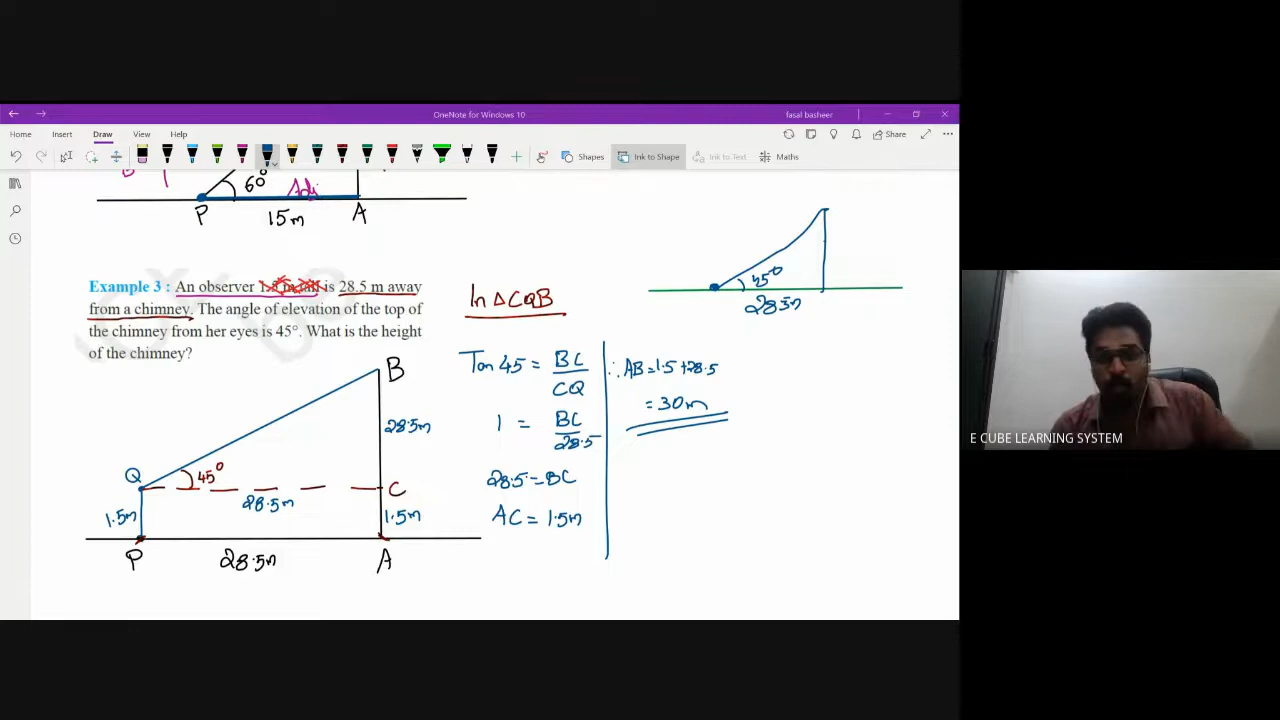 OneNote for Windows 10
fasal basheer
Home Insert Draw View Help
Share
Shapes
Ink to Shape
Ink to Text
Maths
60°
Adj
P
15m
A
Example 3 : An observer is 28.5 m away
from a chimney. The angle of elevation of the top of
the chimney from her eyes is 45°. What is the height
of the chimney?
B
28.5m
Q
45°
C
28.5m
1.5m
1.5m
P
28.5m
A
In △CQB
Tan 45 = BC
CQ
1 = BC
28.5
28.5 = BC
AC = 1.5m
∴ AB = 1.5 + 28.5
= 30m
45°
28.5m
E CUBE LEARNING SYSTEM